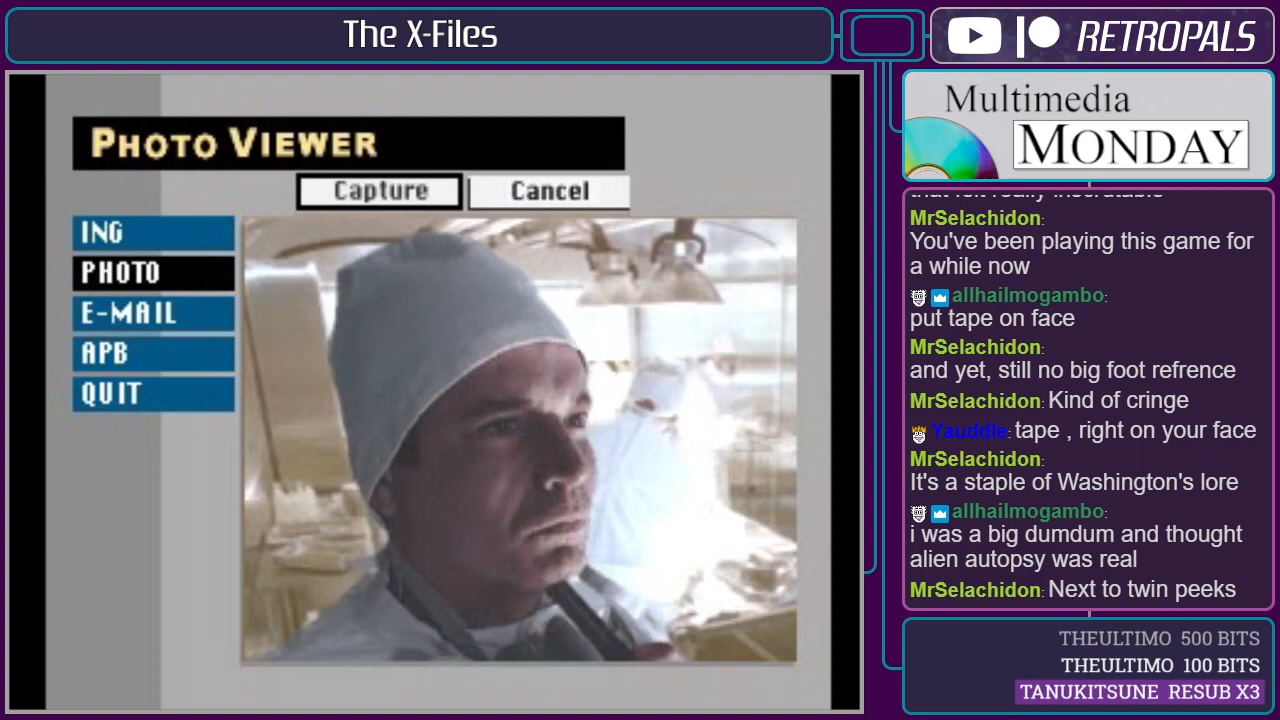 The X-Files
RETROPALS
Multimedia
MONDAY
PHOTO VIEWER
Capture
Cancel
ING
PHOTO
E-MAIL
APB
QUIT
MrSelachidon:
You've been playing this game for
a while now
allhailmogambo:
put tape on face
MrSelachidon:
and yet, still no big foot refrence
MrSelachidon: Kind of cringe
Yauddle: tape , right on your face
MrSelachidon:
It's a staple of Washington's lore
allhailmogambo:
i was a big dumdum and thought
alien autopsy was real
MrSelachidon: Next to twin peeks
THEULTIMO 500 BITS
THEULTIMO 100 BITS
TANUKITSUNE RESUB X3